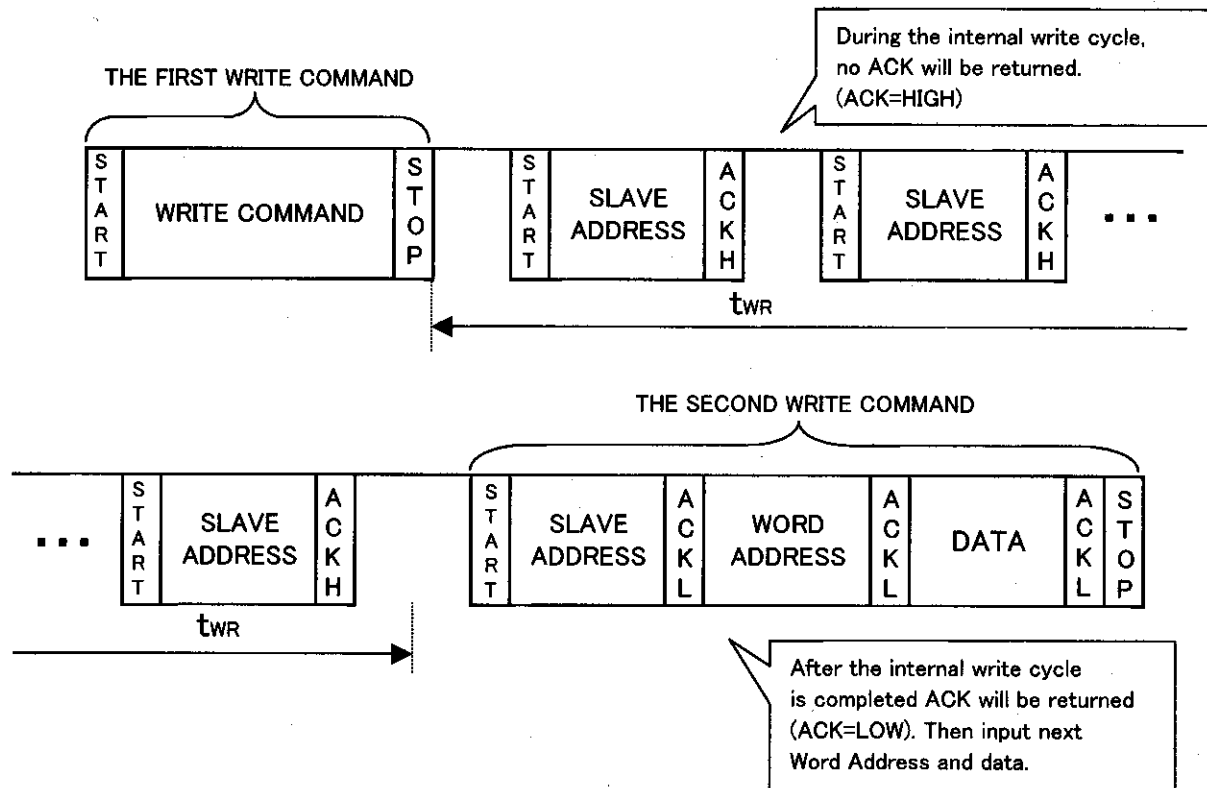 During the internal write cycle,
no ACK will be returned.
(ACK=HIGH)
THE FIRST WRITE COMMAND
START
WRITE COMMAND
STOP
START
SLAVE
ADDRESS
ACKH
START
SLAVE
ADDRESS
ACKH
...
tWR
THE SECOND WRITE COMMAND
...
START
SLAVE
ADDRESS
ACKH
START
SLAVE
ADDRESS
ACKL
WORD
ADDRESS
ACKL
DATA
ACKL
STOP
tWR
After the internal write cycle
is completed ACK will be returned
(ACK=LOW). Then input next
Word Address and data.